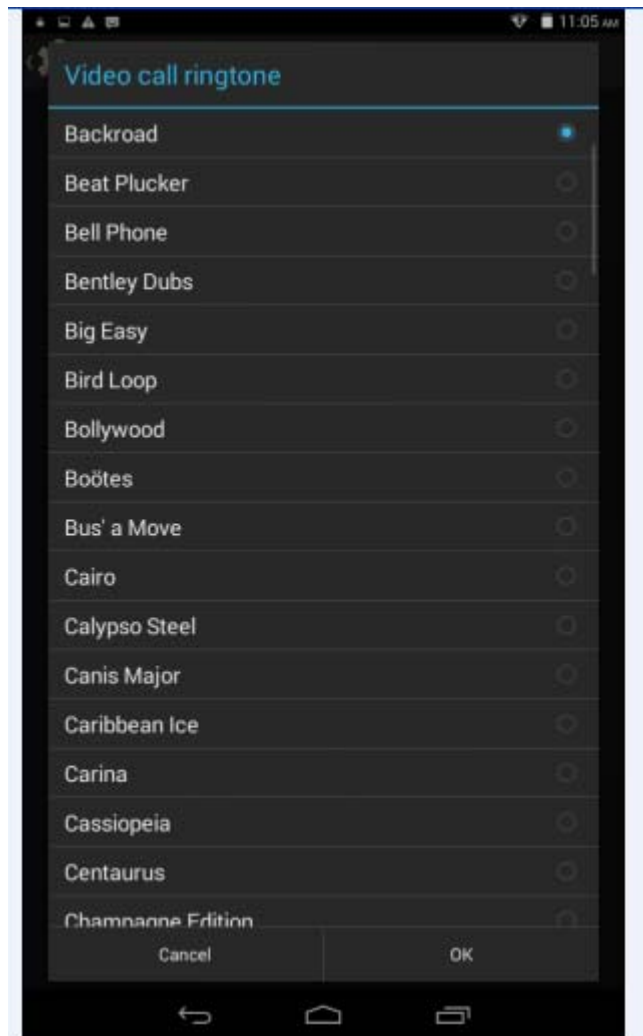 11:05 AM
Video call ringtone
Backroad
Beat Plucker
Bell Phone
Bentley Dubs
Big Easy
Bird Loop
Bollywood
Boötes
Bus' a Move
Cairo
Calypso Steel
Canis Major
Caribbean Ice
Carina
Cassiopeia
Centaurus
Champagne Edition
Cancel OK